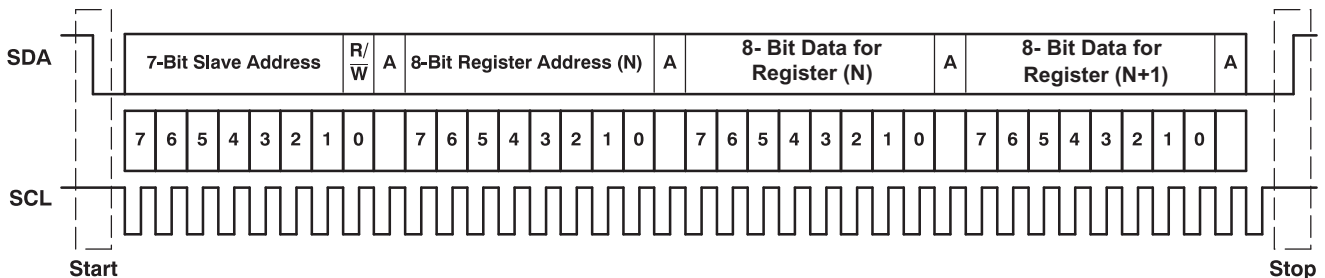 SDA
7-Bit Slave Address
R/
W
A
8-Bit Register Address (N)
A
8- Bit Data for
Register (N)
A
8- Bit Data for
Register (N+1)
A
7 6 5 4 3 2 1 0 7 6 5 4 3 2 1 0 7 6 5 4 3 2 1 0 7 6 5 4 3 2 1 0
SCL
Start
Stop